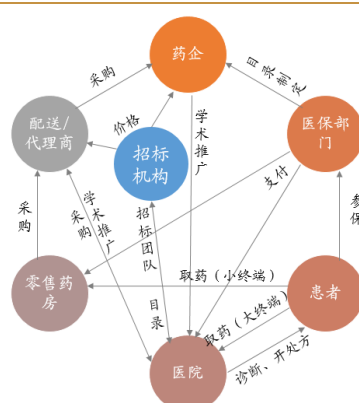 药企
采购
目录制定
配送/
代理商
价格
招标
机构
学术推广
医保部
门
支付
采购
学术推广
采购
招标团队
目录
参保
零售药
房
取药（小终端）
患者
取药（大终端）
医院
诊断、开处方